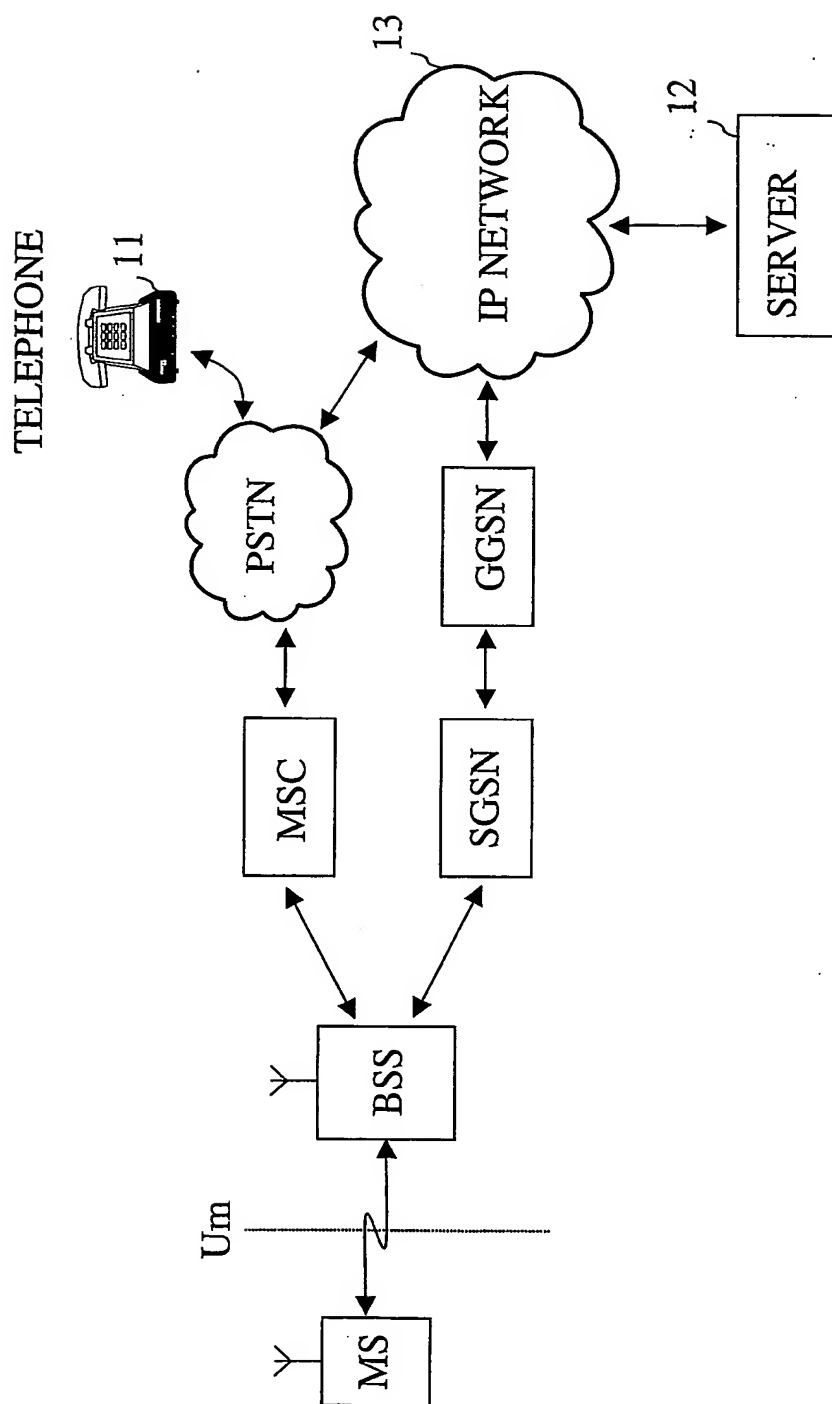 TELEPHONE
11
13
PSTN
IP NETWORK
12
SERVER
MSC
GGSN
SGSN
BSS
Um
MS